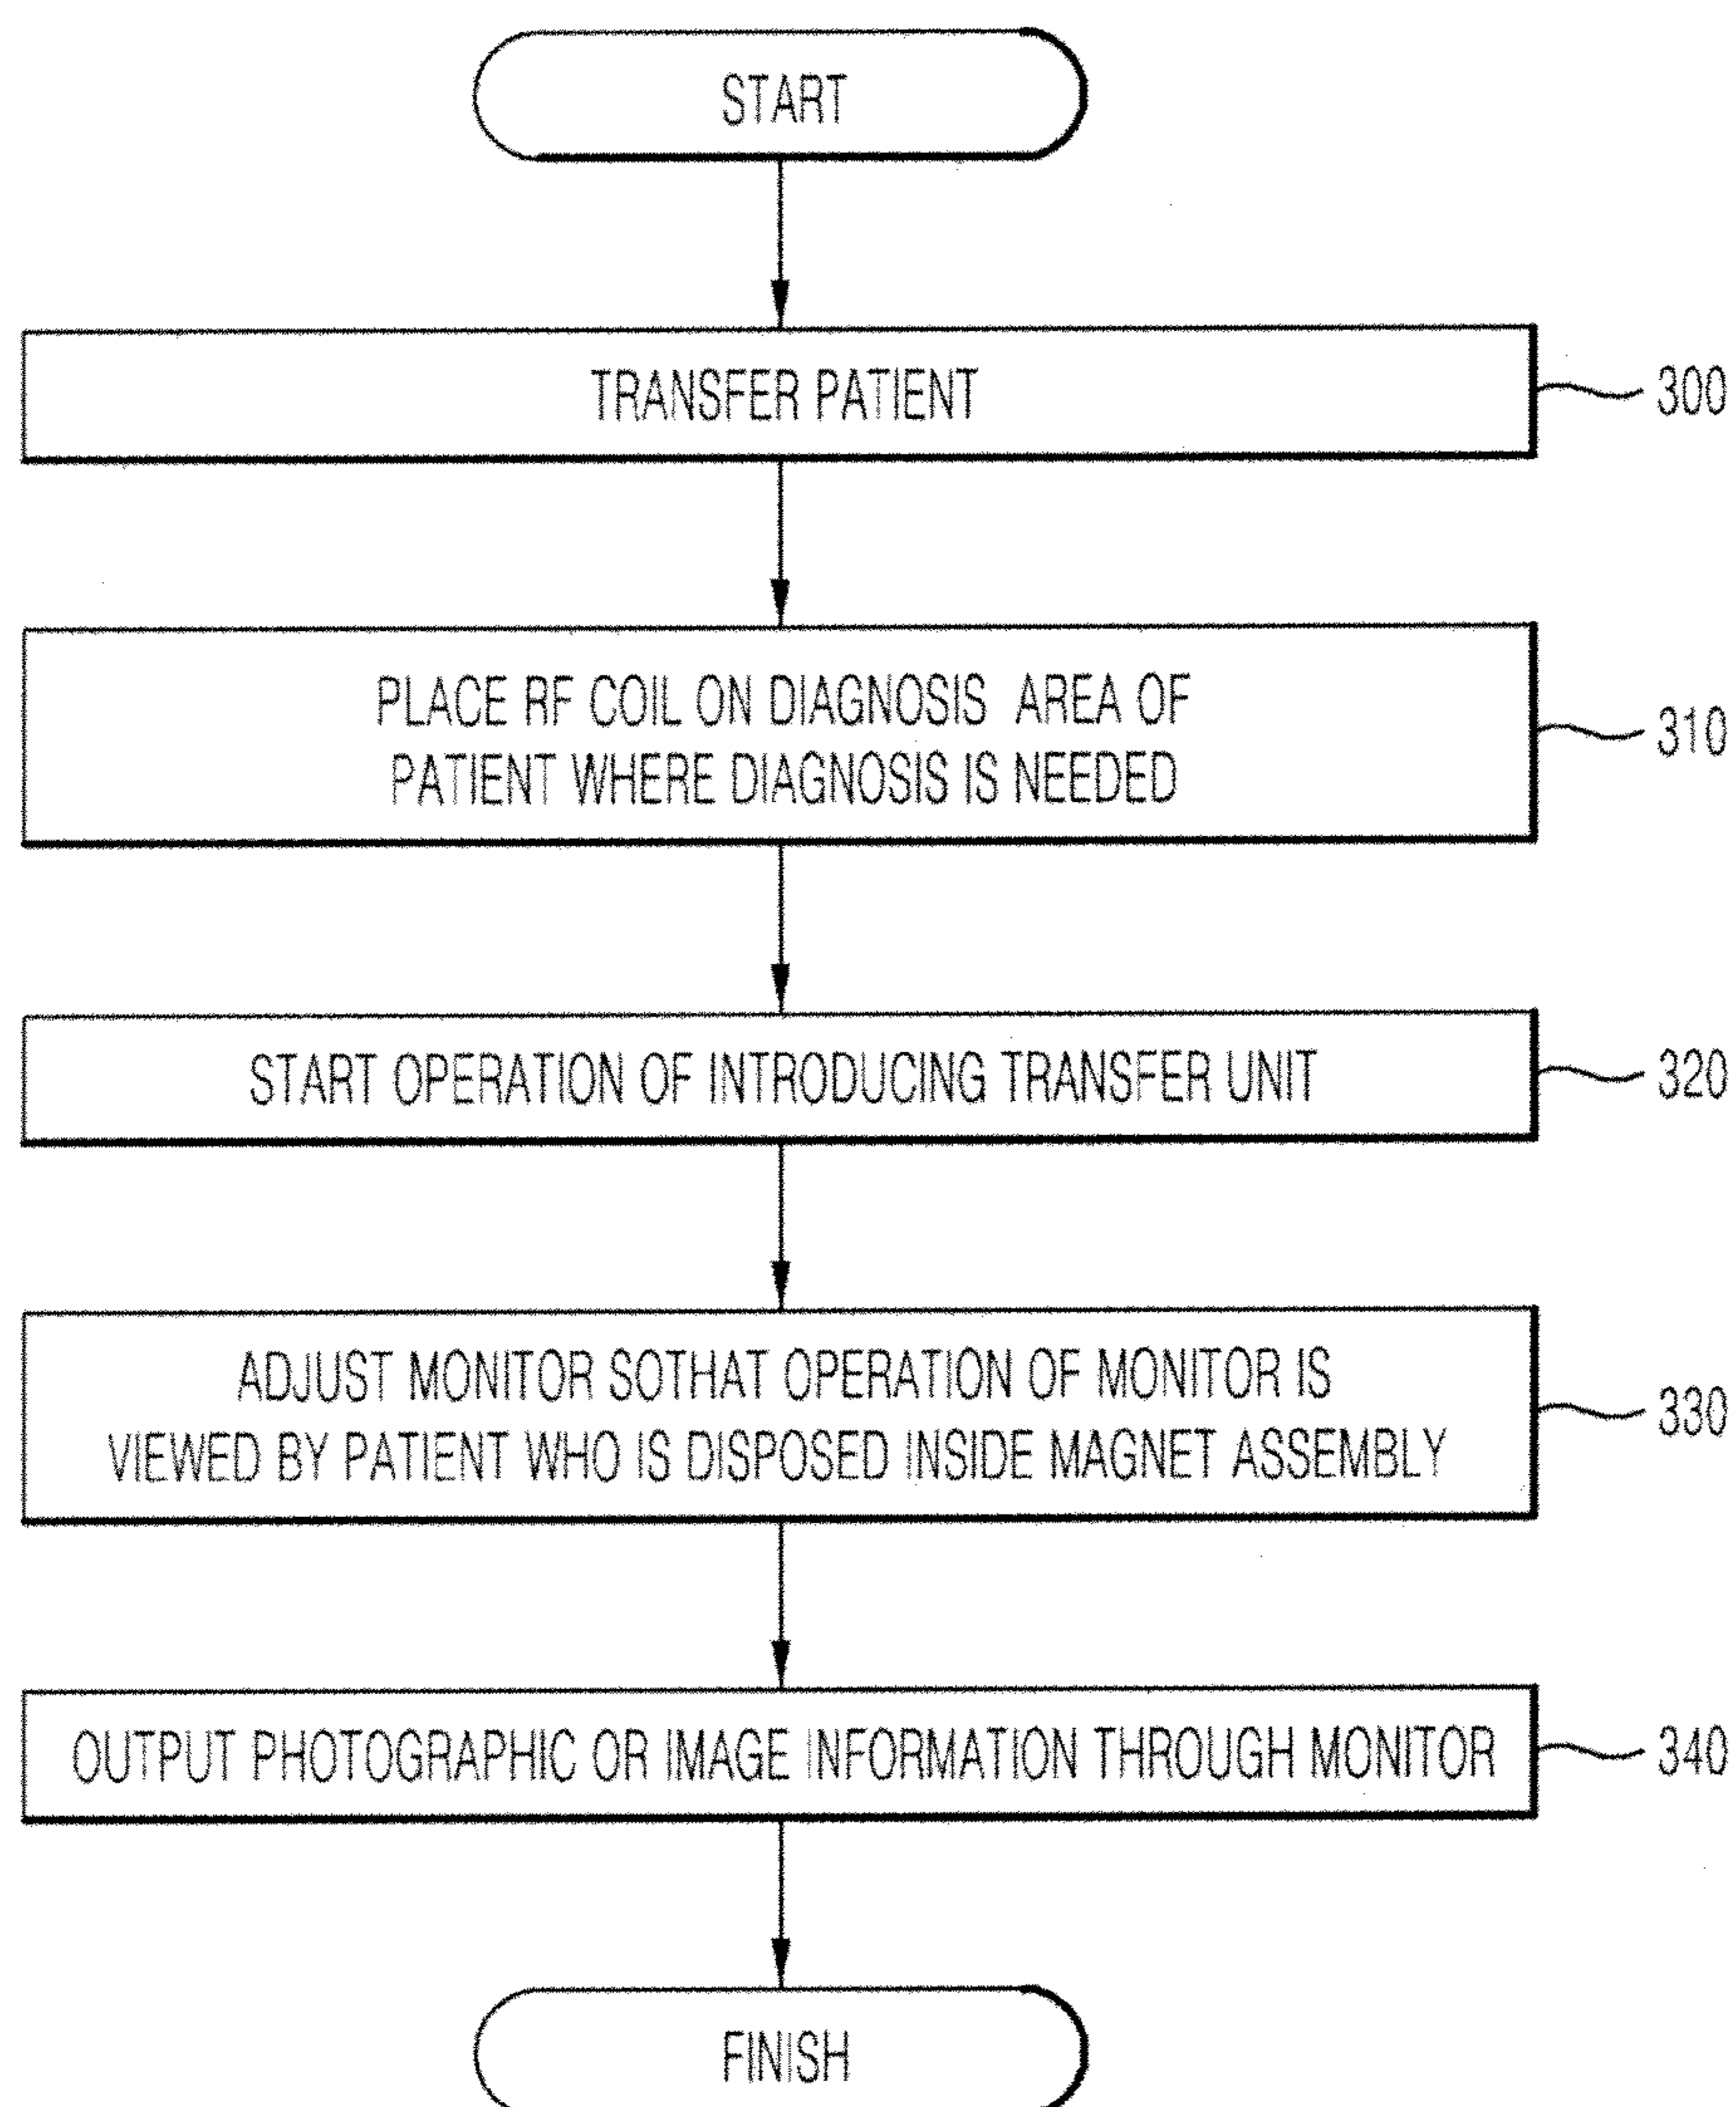 START
TRANSFER PATIENT
300
PLACE RF COIL ON DIAGNOSIS AREA OF
PATIENT WHERE DIAGNOSIS IS NEEDED
310
START OPERATION OF INTRODUCING TRANSFER UNIT
320
ADJUST MONITOR SOTHAT OPERATION OF MONITOR IS
VIEWED BY PATIENT WHO IS DISPOSED INSIDE MAGNET ASSEMBLY
330
OUTPUT PHOTOGRAPHIC OR IMAGE INFORMATION THROUGH MONITOR
340
FINISH